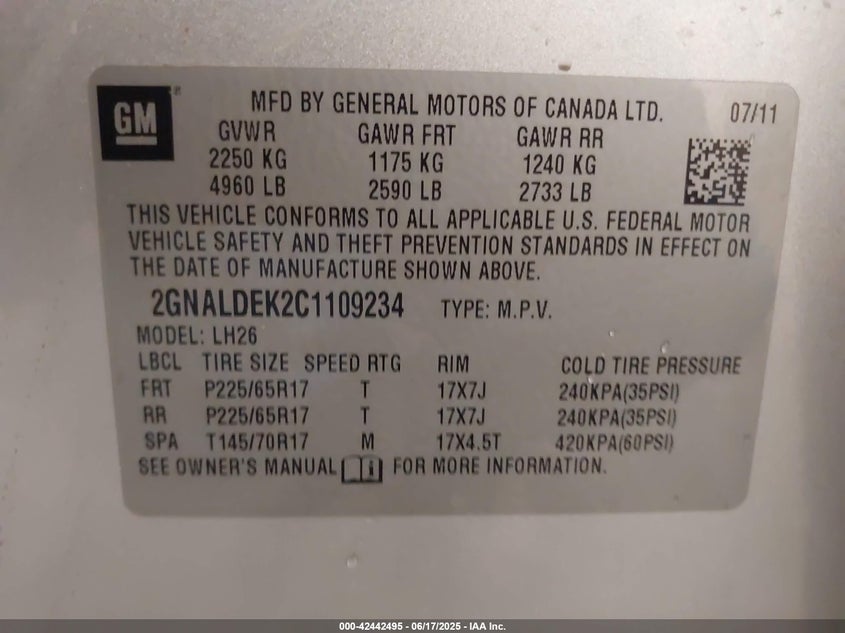 GM
MFD BY GENERAL MOTORS OF CANADA LTD. 07/11
GVWR GAWR FRT GAWR RR
2250 KG 1175 KG 1240 KG
4960 LB 2590 LB 2733 LB
THIS VEHICLE CONFORMS TO ALL APPLICABLE U.S. FEDERAL MOTOR
VEHICLE SAFETY AND THEFT PREVENTION STANDARDS IN EFFECT ON
THE DATE OF MANUFACTURE SHOWN ABOVE.
2GNALDEK2C1109234 TYPE: M.P.V.
MODEL: LH26
LBCL TIRE SIZE SPEED RTG RIM COLD TIRE PRESSURE
FRT P225/65R17 T 17X7J 240KPA(35PSI)
RR P225/65R17 T 17X7J 240KPA(35PSI)
SPA T145/70R17 M 17X4.5T 420KPA(60PSI)
SEE OWNER'S MANUAL i FOR MORE INFORMATION.
000-42442495 - 06/17/2025 - IAA Inc.